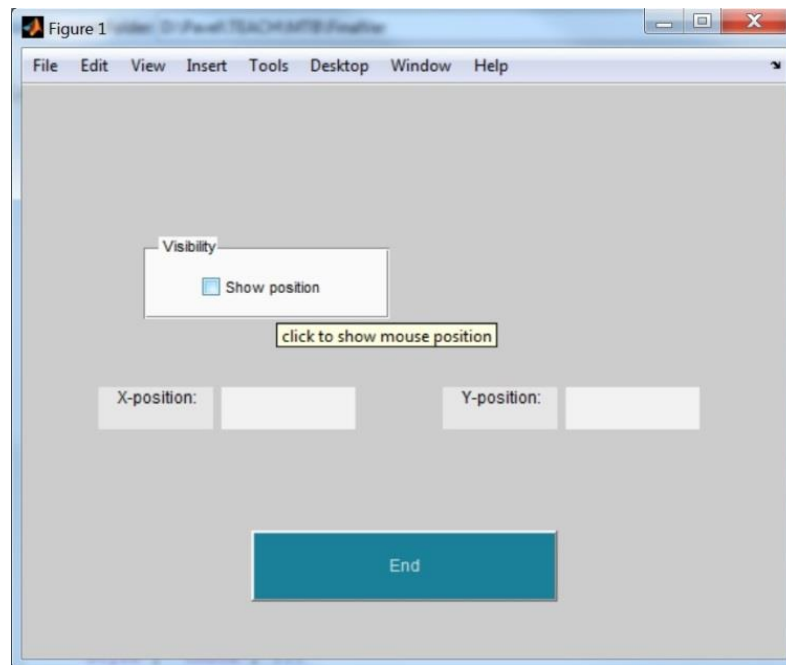 Figure 1
File Edit View Insert Tools Desktop Window Help
Visibility
Show position
click to show mouse position
X-position: Y-position:
End